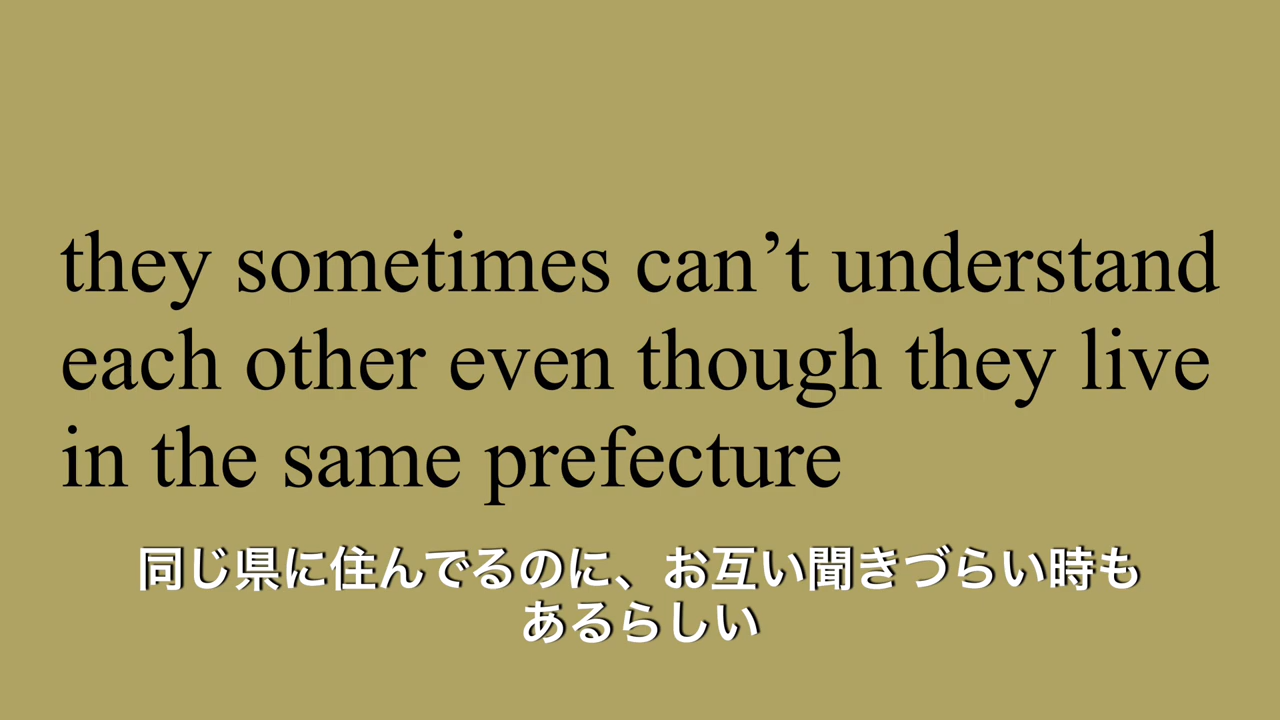 they sometimes can’t understand
each other even though they live
in the same prefecture
同じ県に住んでるのに、お互い聞きづらい時も
あるらしい